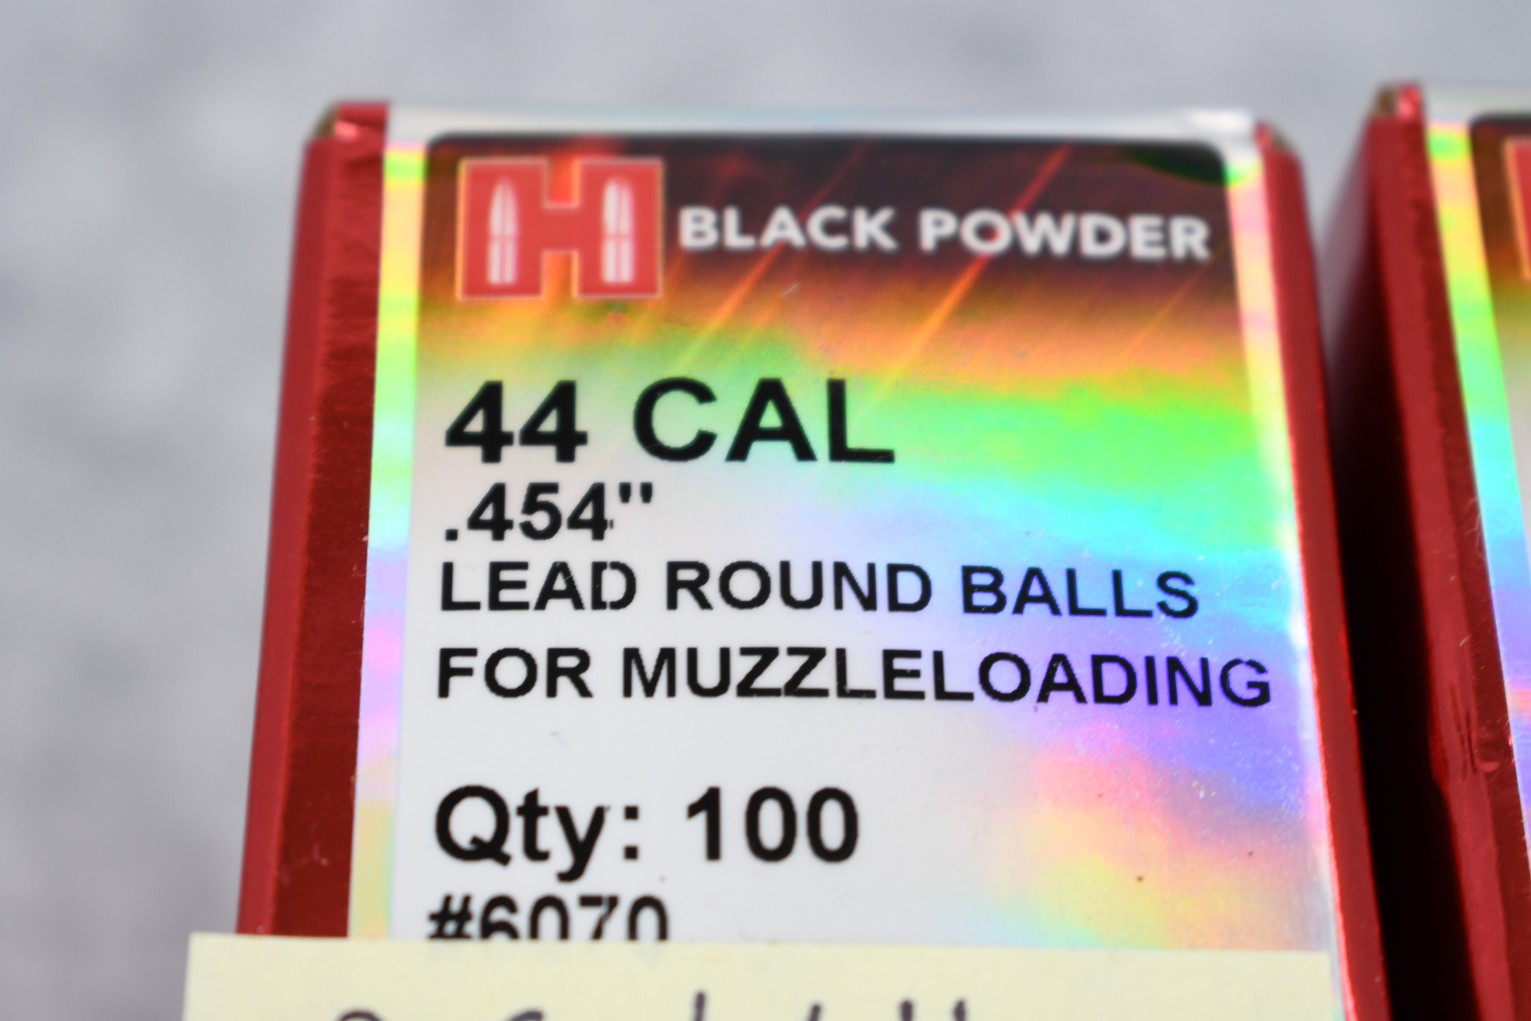 H BLACK POWDER
44 CAL
.454"
LEAD ROUND BALLS
FOR MUZZLELOADING
Qty: 100
#6070